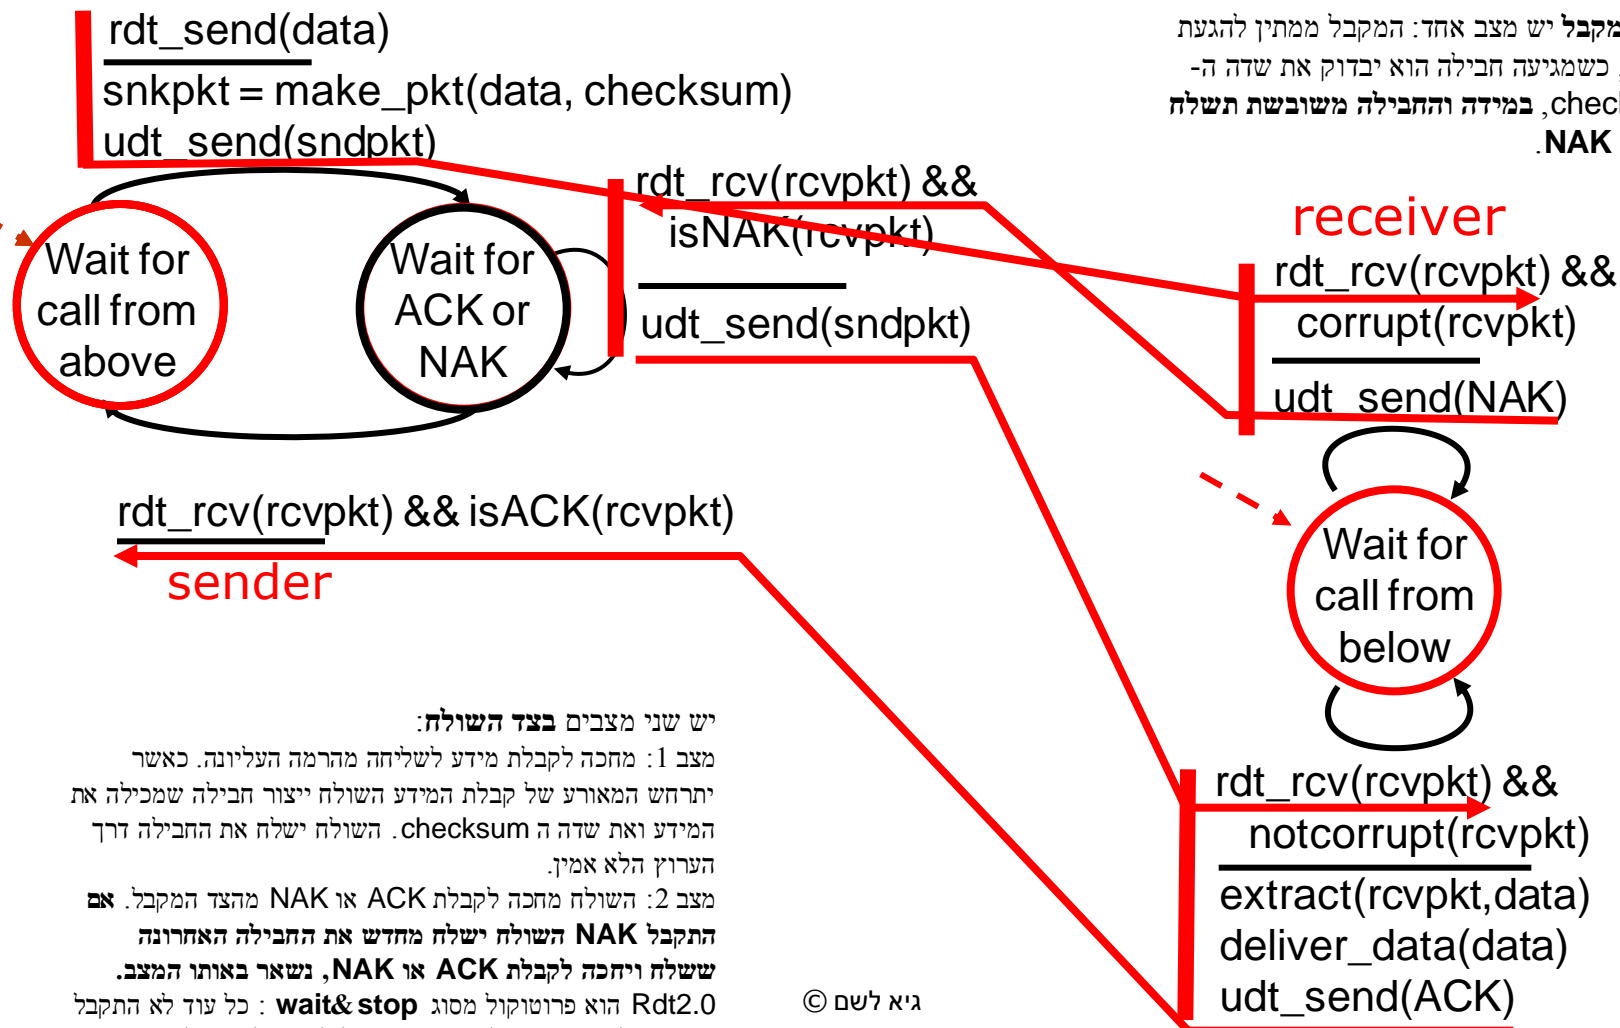 rdt_send(data)
snkpkt = make_pkt(data, checksum)
udt_send(sndpkt)
מקבל יש מצב אחד: המקבל ממתין להגעת
כשמגיעה חבילה הוא יבדוק את שדה ה-
במידה והחבילה משובשת תשלח
NAK.
rdt_rcv(rcvpkt) &&
isNAK(rcvpkt)
udt_send(sndpkt)
Wait for
call from
above
Wait for
ACK or
NAK
receiver
rdt_rcv(rcvpkt) &&
corrupt(rcvpkt)
udt_send(NAK)
rdt_rcv(rcvpkt) && isACK(rcvpkt)
sender
Wait for
call from
below
יש שני מצבים בצד השולח:
מצב 1: מחכה לקבלת מידע לשליחה מהרמה העליונה. כאשר
יתרחש המאורע של קבלת המידע השולח ייצור חבילה שמכילה את
המידע ואת שדה ה checksum. השולח ישלח את החבילה דרך
הערוץ הלא אמין.
מצב 2: השולח מחכה לקבלת ACK או NAK מהצד המקבל. אם
התקבל NAK השולח ישלח מחדש את החבילה האחרונה
ששלח ויחכה לקבלת ACK או NAK, נשאר באותו המצב.
Rdt2.0 הוא פרוטוקול מסוג wait& stop : כל עוד לא התקבל
rdt_rcv(rcvpkt) &&
notcorrupt(rcvpkt)
extract(rcvpkt,data)
deliver_data(data)
udt_send(ACK)
גיא לשם ©